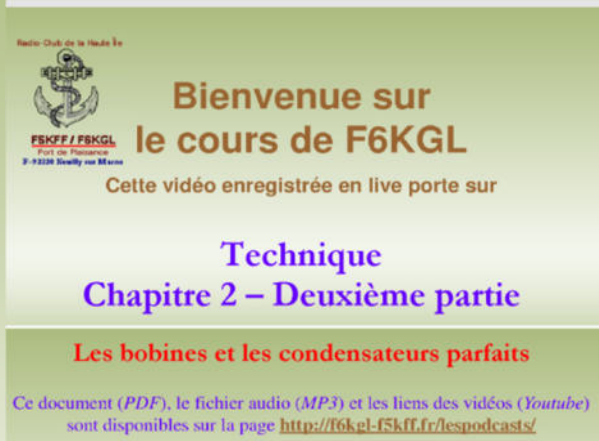 Radio-Club de la Haute Île
F5KFF / F6KGL
Port de Plaisance
F-93330 Neuilly sur Marne
Bienvenue sur
le cours de F6KGL
Cette vidéo enregistrée en live porte sur
Technique
Chapitre 2 – Deuxième partie
Les bobines et les condensateurs parfaits
Ce document (PDF), le fichier audio (MP3) et les liens des vidéos (Youtube)
sont disponibles sur la page http://f6kgl-f5kff.fr/lespodcasts/